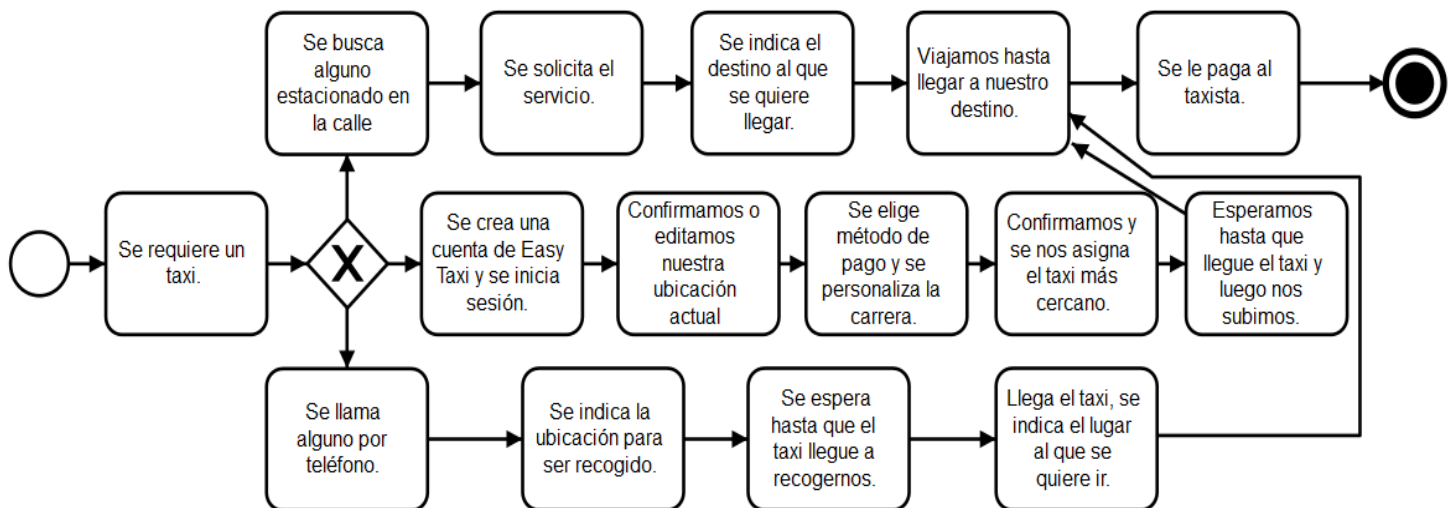 Se busca
alguno
estacionado en
la calle
Se solicita el
servicio.
Se indica el
destino al que
se quiere
llegar.
Viajamos hasta
llegar a nuestro
destino.
Se le paga al
taxista.
Se requiere un
taxi.
X
Se crea una
cuenta de Easy
Taxi y se inicia
sesión.
Confirmamos o
editamos
nuestra
ubicación
actual
Se elige
método de
pago y se
personaliza la
carrera.
Confirmamos y
se nos asigna
el taxi más
cercano.
Esperamos
hasta que
llegue el taxi y
luego nos
subimos.
Se llama
alguno por
teléfono.
Se indica la
ubicación para
ser recogido.
Se espera
hasta que el
taxi llegue a
recogernos.
Llega el taxi, se
indica el lugar
al que se
quiere ir.